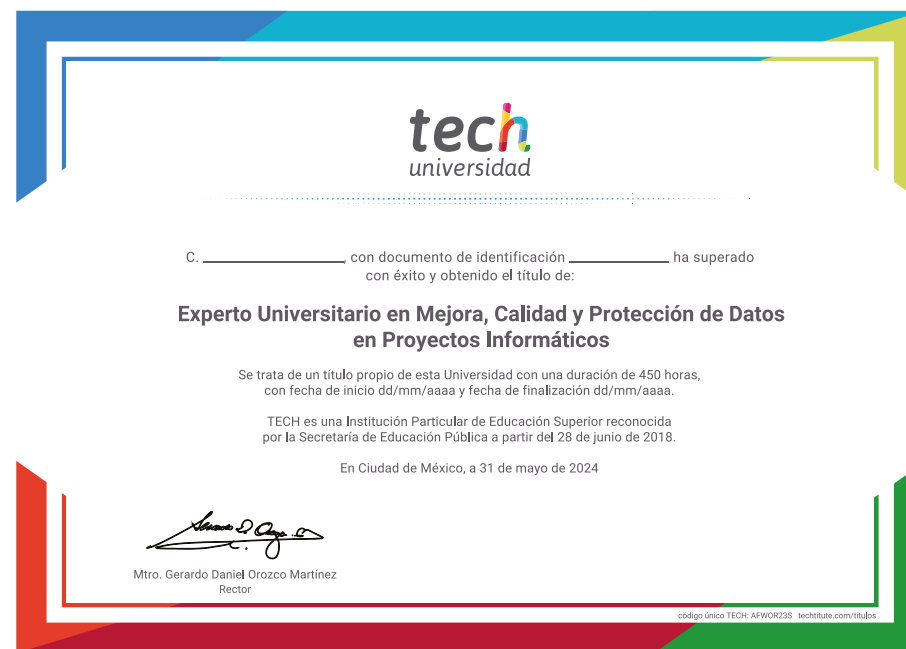 tech
universidad
C. ____________, con documento de identificación ____________ ha superado
con éxito y obtenido el título de:
Experto Universitario en Mejora, Calidad y Protección de Datos
en Proyectos Informáticos
Se trata de un título propio de esta Universidad con una duración de 450 horas,
con fecha de inicio dd/mm/aaaa y fecha de finalización dd/mm/aaaa.
TECH es una Institución Particular de Educación Superior reconocida
por la Secretaría de Educación Pública a partir del 28 de junio de 2018.
En Ciudad de México, a 31 de mayo de 2024
Mtro. Gerardo Daniel Orozco Martínez
Rector
código único TECH: AFWOR23S techtitute.com/titulos